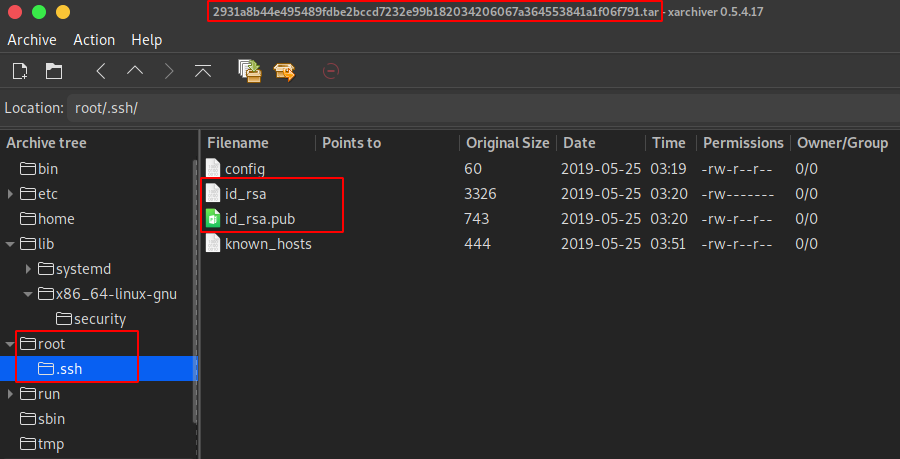 2931a8b44e495489fdbe2bccd7232e99b182034206067a364553841a1f06f791.tar - xarchiver 0.5.4.17
Archive Action Help
Location: root/.ssh/
Archive tree
bin
etc
home
lib
systemd
x86_64-linux-gnu
security
root
.ssh
run
sbin
tmp
Filename Points to Original Size Date Time Permissions Owner/Group
config 60 2019-05-25 03:19 -rw-r--r-- 0/0
id_rsa 3326 2019-05-25 03:20 -rw------- 0/0
id_rsa.pub 743 2019-05-25 03:20 -rw-r--r-- 0/0
known_hosts 444 2019-05-25 03:51 -rw-r--r-- 0/0